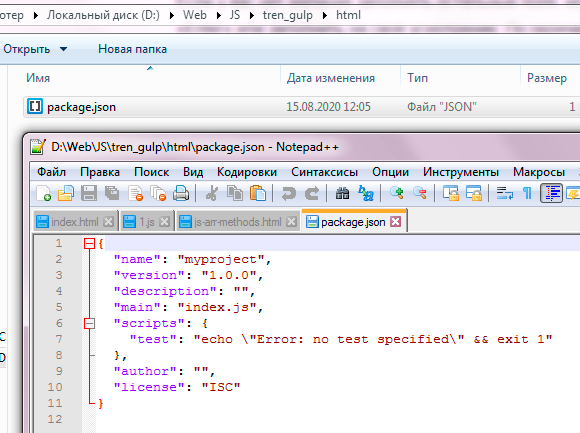 ютер ▸ Локальный диск (D:) ▸ Web ▸ JS ▸ tren_gulp ▸ html
Открыть ▾ Новая папка
Имя Дата изменения Тип Размер
package.json 15.08.2020 12:05 Файл "JSON" 1
D:\Web\JS\tren_gulp\html\package.json - Notepad++
Файл Правка Поиск Вид Кодировки Синтаксисы Опции Инструменты Макросы
index.html 1.js js-arr-methods.html package.json
1 {
2 "name": "myproject",
3 "version": "1.0.0",
4 "description": "",
5 "main": "index.js",
6 "scripts": {
7 "test": "echo \"Error: no test specified\" && exit 1"
8 },
9 "author": "",
10 "license": "ISC"
11 }
12